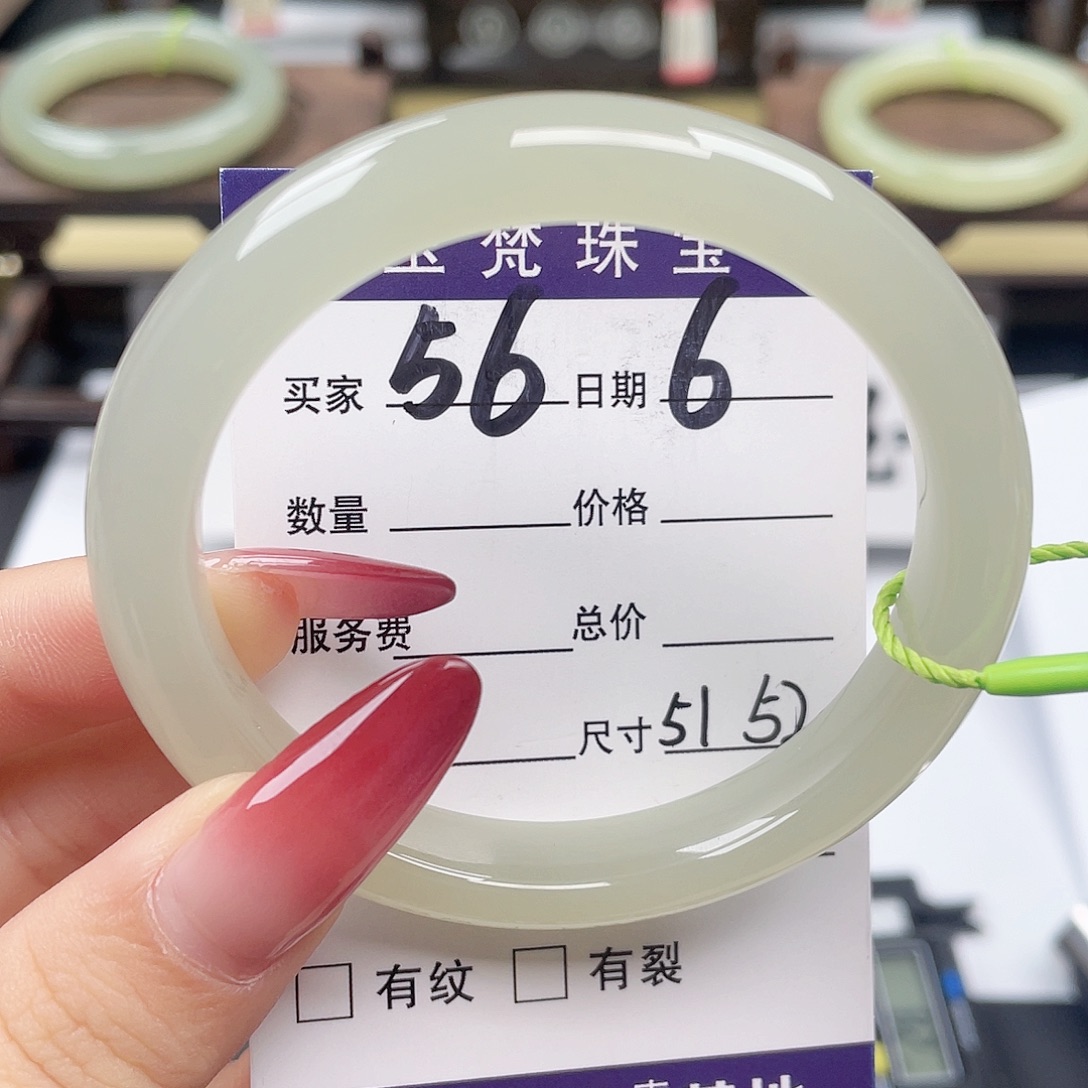 梵珠宝
买家 56 日期 6
数量 价格
服务费 总价
尺寸 51 5
有纹 有裂